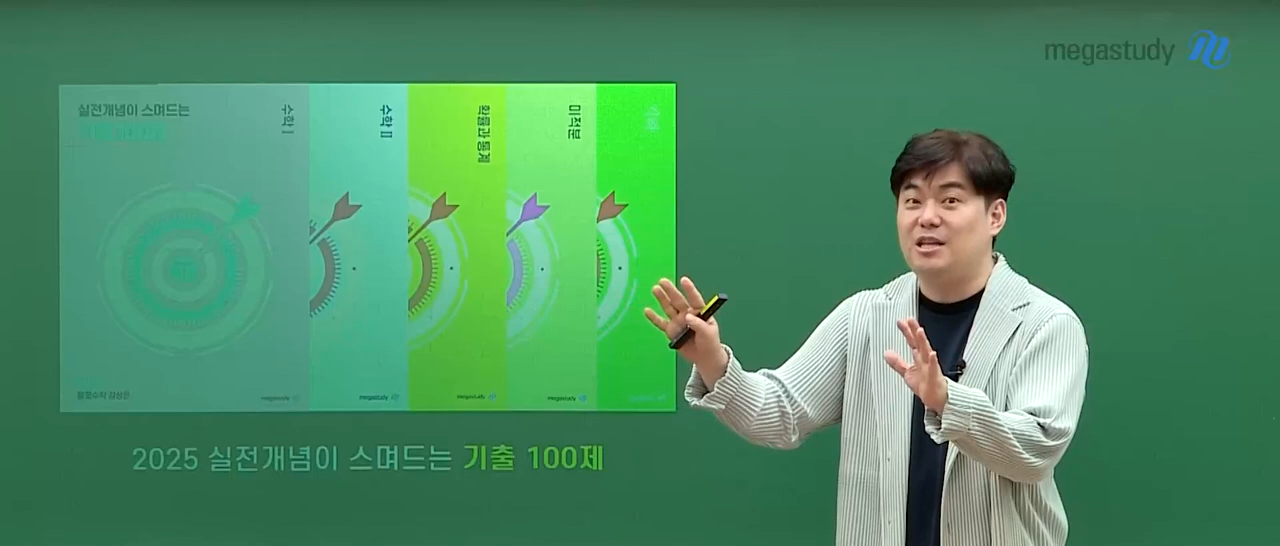 megastudy
실전개념이 스며드는
수학 I
수학 II
확률과 통계
미적분
megastudy
megastudy
megastudy
megastudy
2025 실전개념이 스며드는 기출 100제